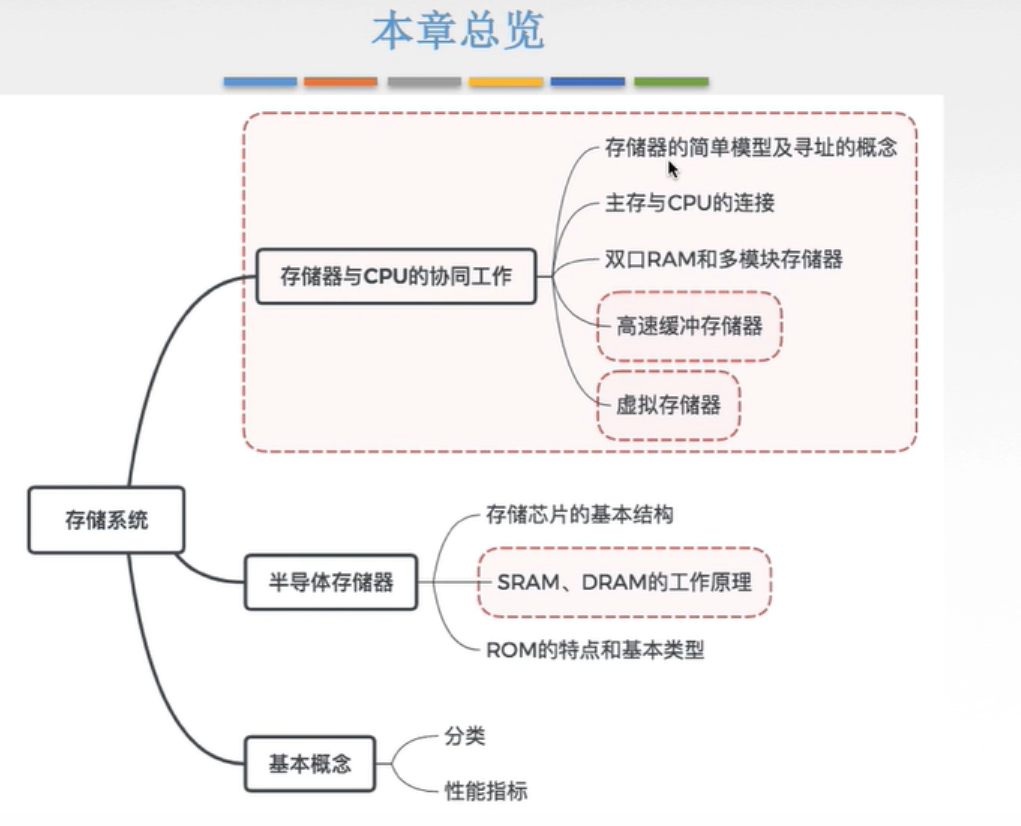 本章总览
存储器的简单模型及寻址的概念
主存与CPU的连接
双口RAM和多模块存储器
存储器与CPU的协同工作
高速缓冲存储器
虚拟存储器
存储系统
存储芯片的基本结构
半导体存储器
SRAM、DRAM的工作原理
ROM的特点和基本类型
分类
基本概念
性能指标